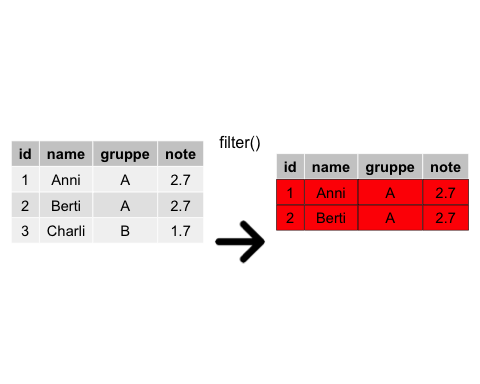 id name gruppe note
1 Anni A 2.7
2 Berti A 2.7
3 Charli B 1.7
filter()
id name gruppe note
1 Anni A 2.7
2 Berti A 2.7